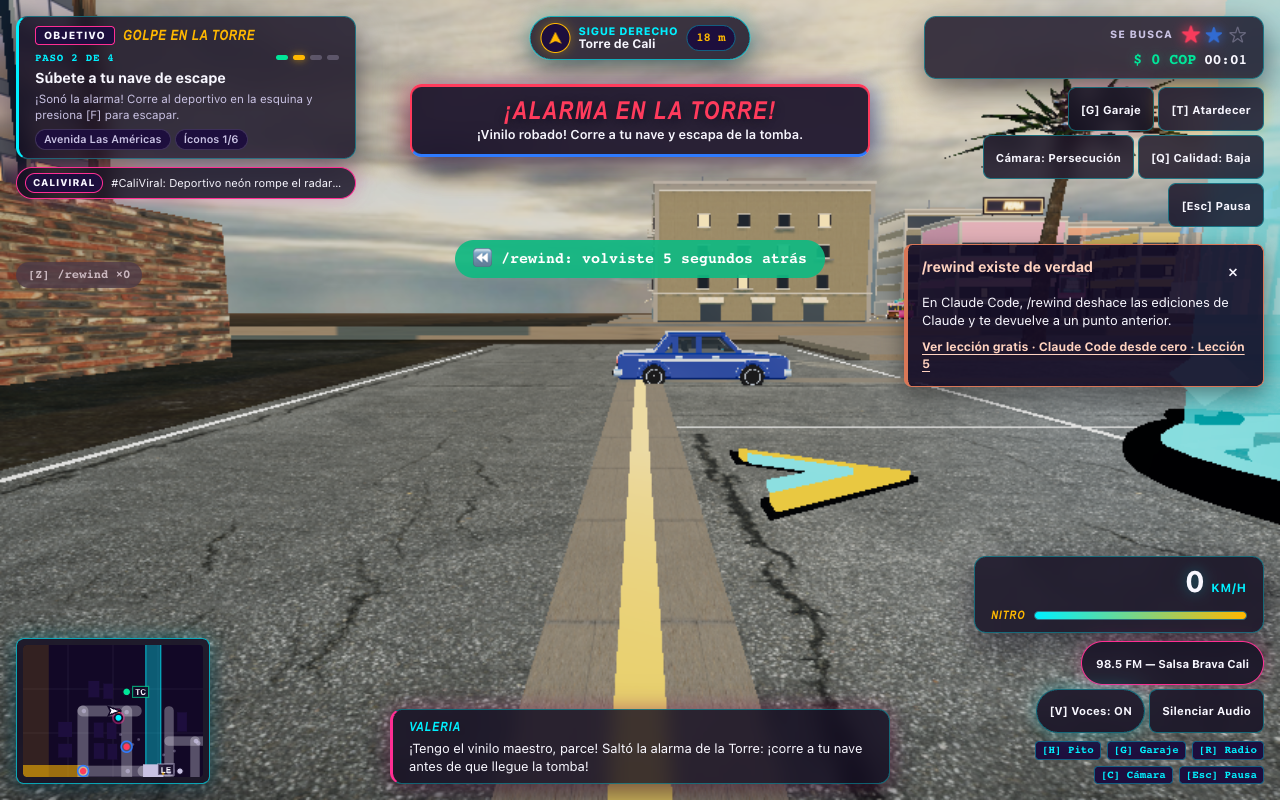 OBJETIVO GOLPE EN LA TORRE
PASO 2 DE 4
Súbete a tu nave de escape
¡Sonó la alarma! Corre al deportivo en la esquina y
presiona [F] para escapar.
Avenida Las Américas Íconos 1/6
CALIVIRAL #CaliViral: Deportivo neón rompe el radar...
[Z] /rewind ×0
SIGUE DERECHO
Torre de Cali
18 m
¡ALARMA EN LA TORRE!
¡Vinilo robado! Corre a tu nave y escapa de la tomba.
/rewind: volviste 5 segundos atrás
SE BUSCA
$ 0 COP 00:01
[G] Garaje [T] Atardecer
Cámara: Persecución [Q] Calidad: Baja
[Esc] Pausa
/rewind existe de verdad ×
En Claude Code, /rewind deshace las ediciones de
Claude y te devuelve a un punto anterior.
Ver lección gratis · Claude Code desde cero · Lección
5
0 KM/H
NITRO
98.5 FM — Salsa Brava Cali
[V] Voces: ON Silenciar Audio
[H] Pito [G] Garaje [R] Radio
[C] Cámara [Esc] Pausa
TC
LE
VALERIA
¡Tengo el vinilo maestro, parce! Saltó la alarma de la Torre: ¡corre a tu nave
antes de que llegue la tomba!